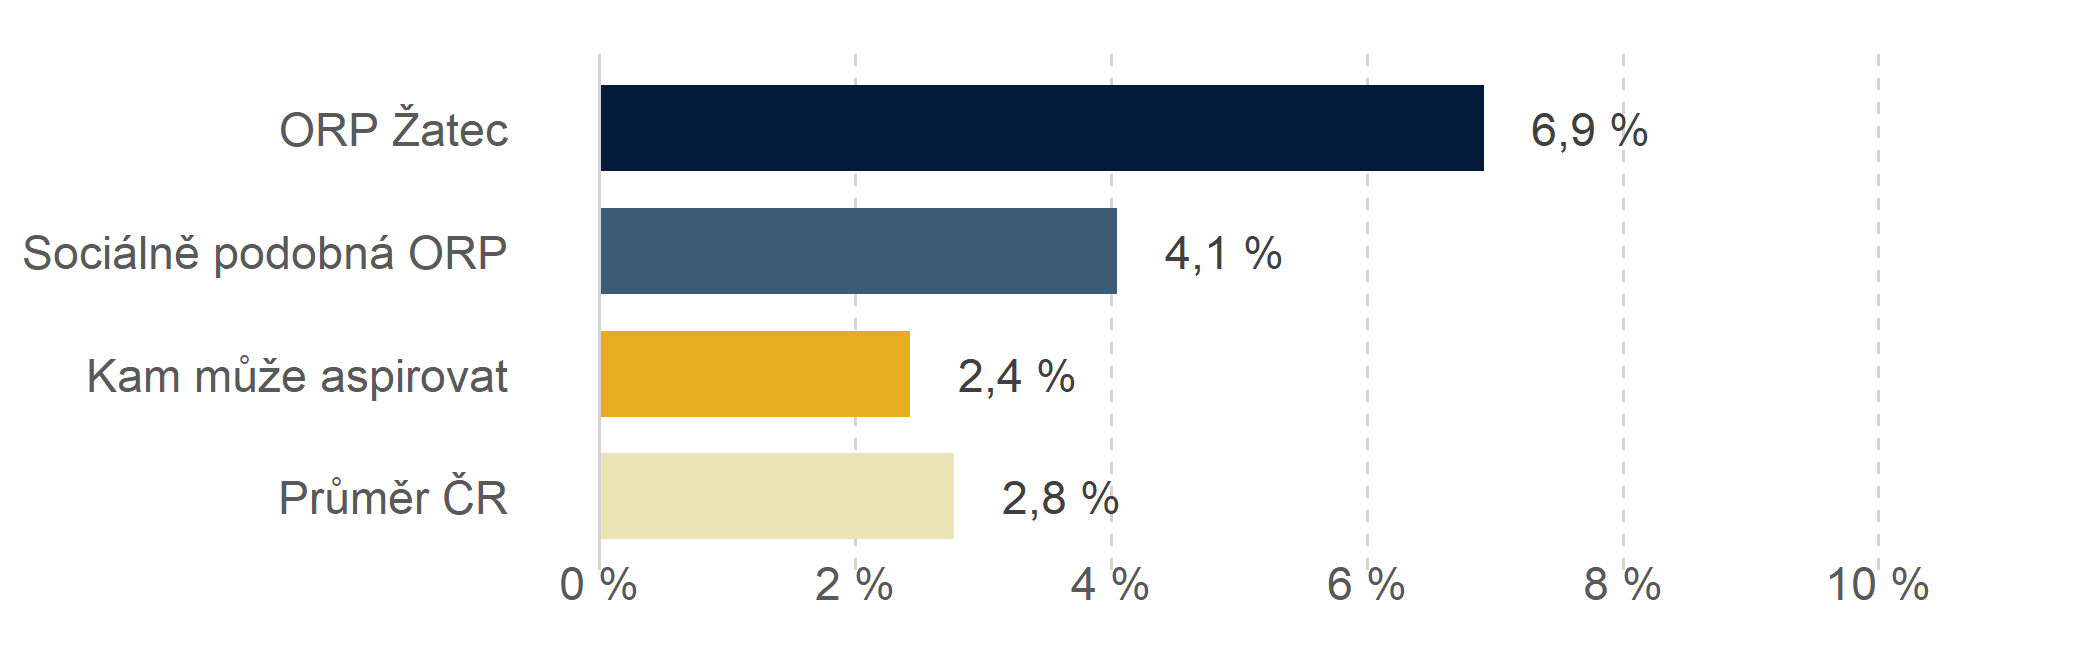 ORP Žatec
6,9 %
Sociálně podobná ORP
4,1 %
Kam může aspirovat
2,4 %
Průměr ČR
2,8 %
0 %
2 %
4 %
6 %
8 %
10 %